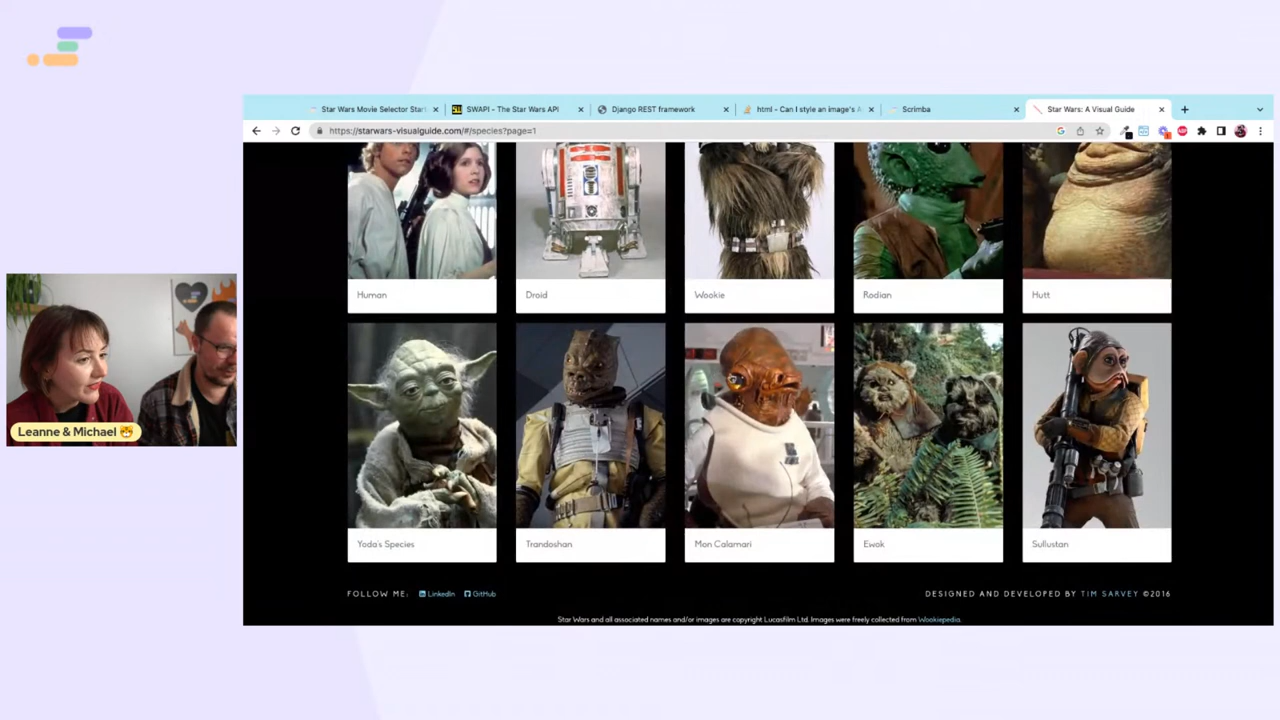 Star Wars Movie Selector Start
SWAPI - The Star Wars API
Django REST framework
html - Can I style an image's A
Scrimba
Star Wars: A Visual Guide
https://starwars-visualguide.com/#/species?page=1
Human
Droid
Wookie
Rodian
Hutt
Leanne & Michael
Yoda's Species
Trandoshan
Mon Calamari
Ewok
Sullustan
FOLLOW ME: LinkedIn GitHub
DESIGNED AND DEVELOPED BY TIM SARVEY ©2016
Star Wars and all associated names and/or images are copyright Lucasfilm Ltd. Images were freely collected from Wookiepedia.